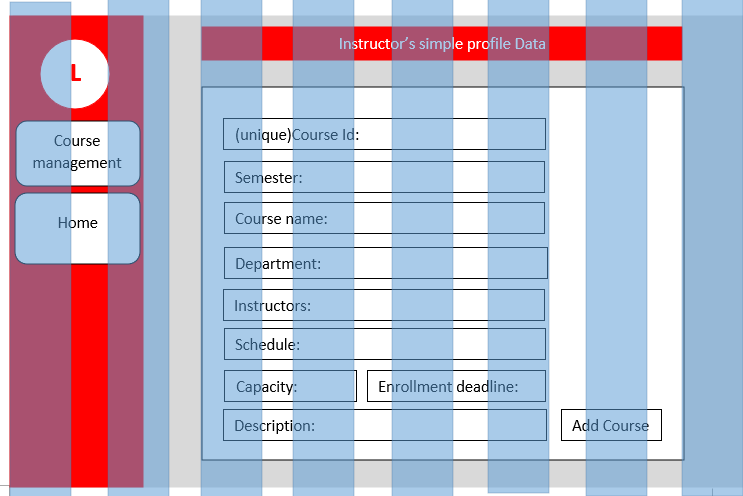 Instructor's simple profile Data
L
Course
management
Home
(unique)Course Id:
Semester:
Course name:
Department:
Instructors:
Schedule:
Capacity:
Enrollment deadline:
Description:
Add Course